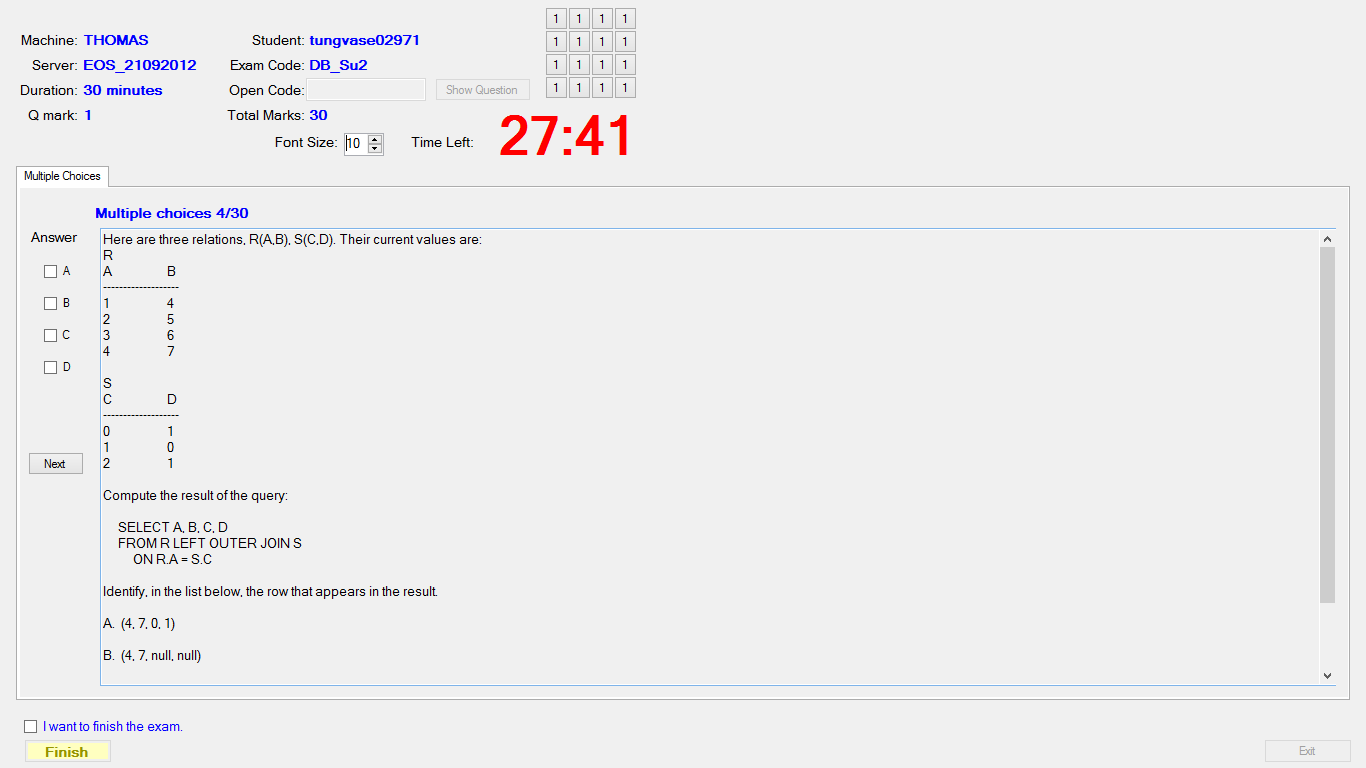 Machine: THOMAS Student: tungvase02971
Server: EOS_21092012 Exam Code: DB_Su2
Duration: 30 minutes Open Code: Show Question
Q mark: 1 Total Marks: 30
Font Size: 10 Time Left: 27:41
1 1 1 1
1 1 1 1
1 1 1 1
1 1 1 1
Multiple Choices
Multiple choices 4/30
Answer
A
B
C
D
Next
Here are three relations, R(A,B), S(C,D). Their current values are:
R
A B
-------------------
1 4
2 5
3 6
4 7
S
C D
-------------------
0 1
1 0
2 1
Compute the result of the query:
SELECT A, B, C, D
FROM R LEFT OUTER JOIN S
ON R.A = S.C
Identify, in the list below, the row that appears in the result.
A. (4, 7, 0, 1)
B. (4, 7, null, null)
I want to finish the exam.
Finish
Exit